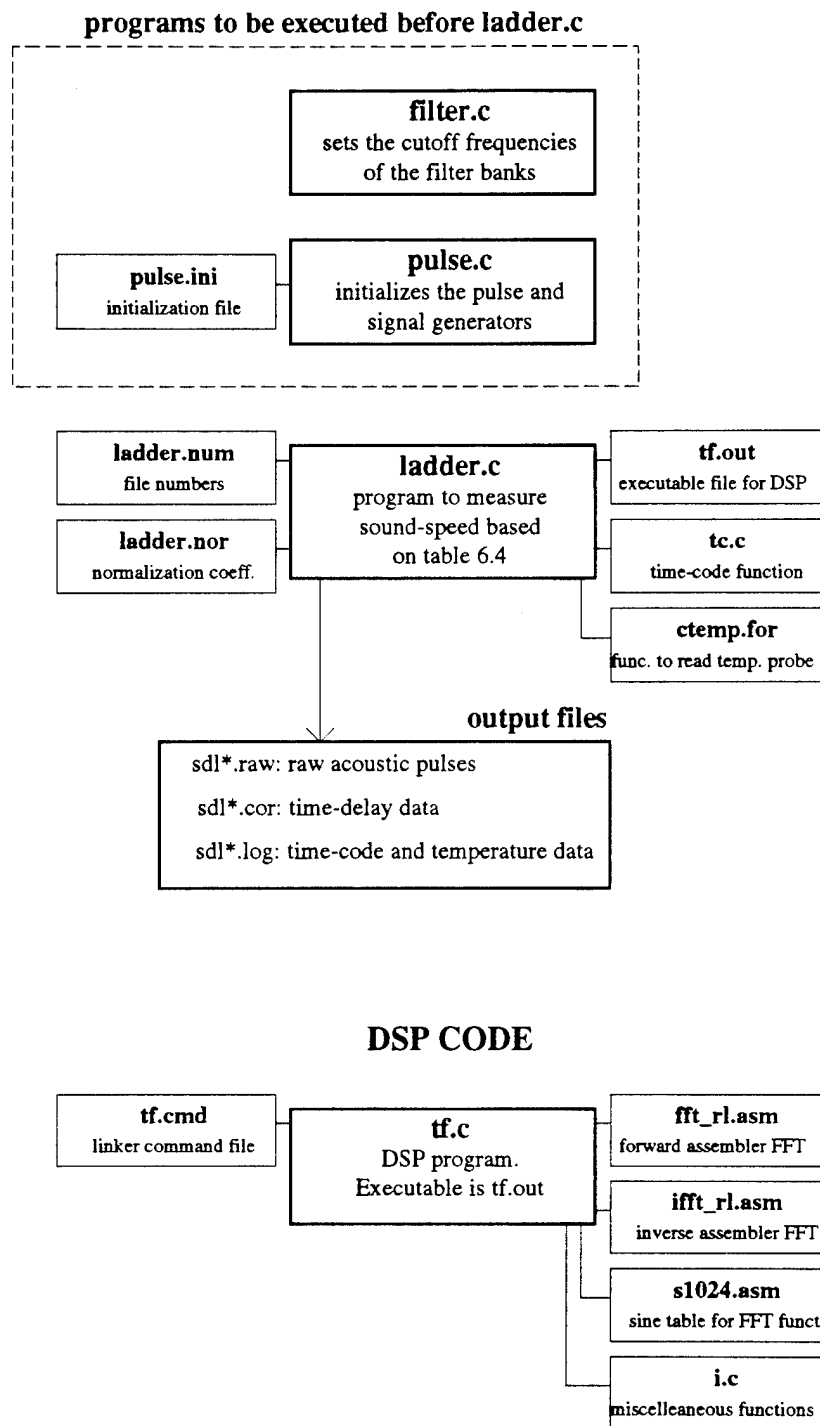 programs to be executed before ladder.c
filter.c
sets the cutoff frequencies
of the filter banks
pulse.ini
initialization file
pulse.c
initializes the pulse and
signal generators
ladder.num
file numbers
ladder.nor
normalization coeff.
ladder.c
program to measure
sound-speed based
on table 6.4
tf.out
executable file for DSP
tc.c
time-code function
ctemp.for
func. to read temp. probe
output files
sdl*.raw: raw acoustic pulses
sdl*.cor: time-delay data
sdl*.log: time-code and temperature data
DSP CODE
tf.cmd
linker command file
tf.c
DSP program.
Executable is tf.out
fft_rl.asm
forward assembler FFT
ifft_rl.asm
inverse assembler FFT
s1024.asm
sine table for FFT funct
i.c
miscelleaneous functions